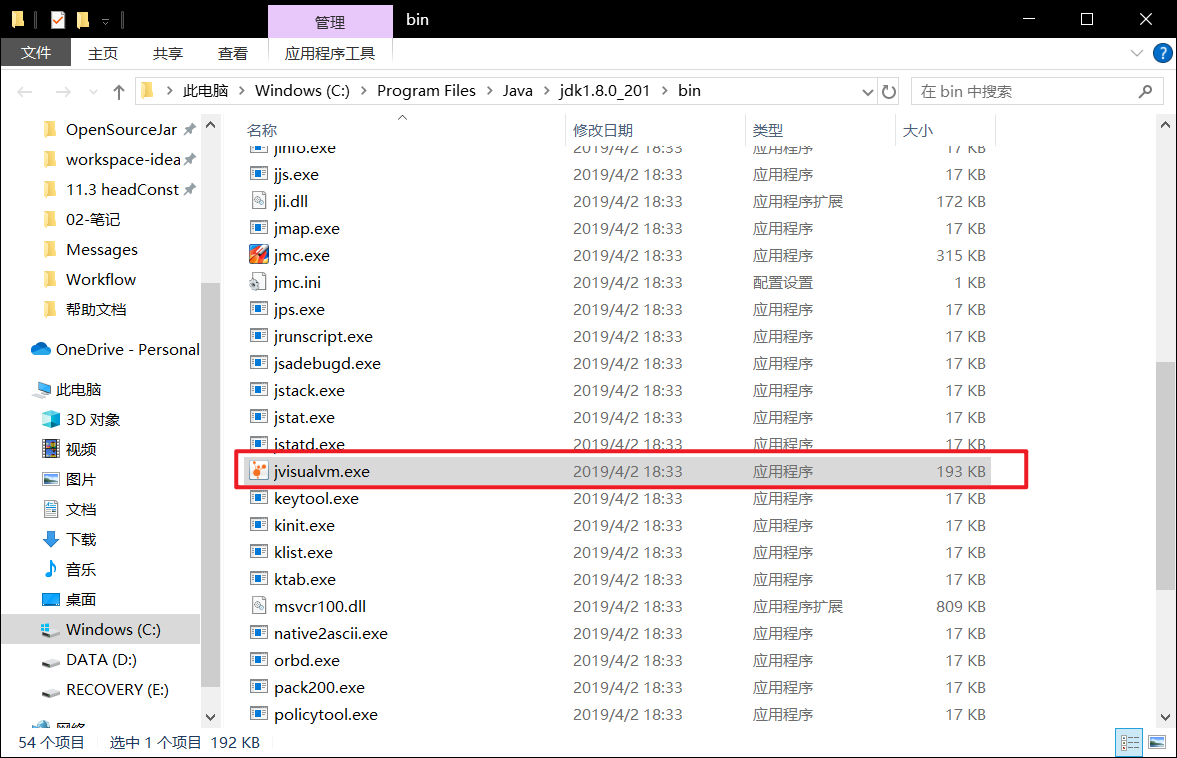 管理
bin
文件
主页
共享
查看
应用程序工具
此电脑 > Windows (C:) > Program Files > Java > jdk1.8.0_201 > bin
在 bin 中搜索
OpenSourceJar
workspace-idea
11.3 headConst
02-笔记
Messages
Workflow
帮助文档
OneDrive - Personal
此电脑
3D 对象
视频
图片
文档
下载
音乐
桌面
Windows (C:)
DATA (D:)
RECOVERY (E:)
网络
名称 修改日期 类型 大小
jinfo.exe 2019/4/2 18:33 应用程序 17 KB
jjs.exe 2019/4/2 18:33 应用程序 17 KB
jli.dll 2019/4/2 18:33 应用程序扩展 172 KB
jmap.exe 2019/4/2 18:33 应用程序 17 KB
jmc.exe 2019/4/2 18:33 应用程序 315 KB
jmc.ini 2019/4/2 18:33 配置设置 1 KB
jps.exe 2019/4/2 18:33 应用程序 17 KB
jrunscript.exe 2019/4/2 18:33 应用程序 17 KB
jsadebugd.exe 2019/4/2 18:33 应用程序 17 KB
jstack.exe 2019/4/2 18:33 应用程序 17 KB
jstat.exe 2019/4/2 18:33 应用程序 17 KB
jstatd.exe 2019/4/2 18:33 应用程序 17 KB
jvisualvm.exe 2019/4/2 18:33 应用程序 193 KB
keytool.exe 2019/4/2 18:33 应用程序 17 KB
kinit.exe 2019/4/2 18:33 应用程序 17 KB
klist.exe 2019/4/2 18:33 应用程序 17 KB
ktab.exe 2019/4/2 18:33 应用程序 17 KB
msvcr100.dll 2019/4/2 18:33 应用程序扩展 809 KB
native2ascii.exe 2019/4/2 18:33 应用程序 17 KB
orbd.exe 2019/4/2 18:33 应用程序 17 KB
pack200.exe 2019/4/2 18:33 应用程序 17 KB
policytool.exe 2019/4/2 18:33 应用程序 17 KB
54 个项目 选中 1 个项目 192 KB